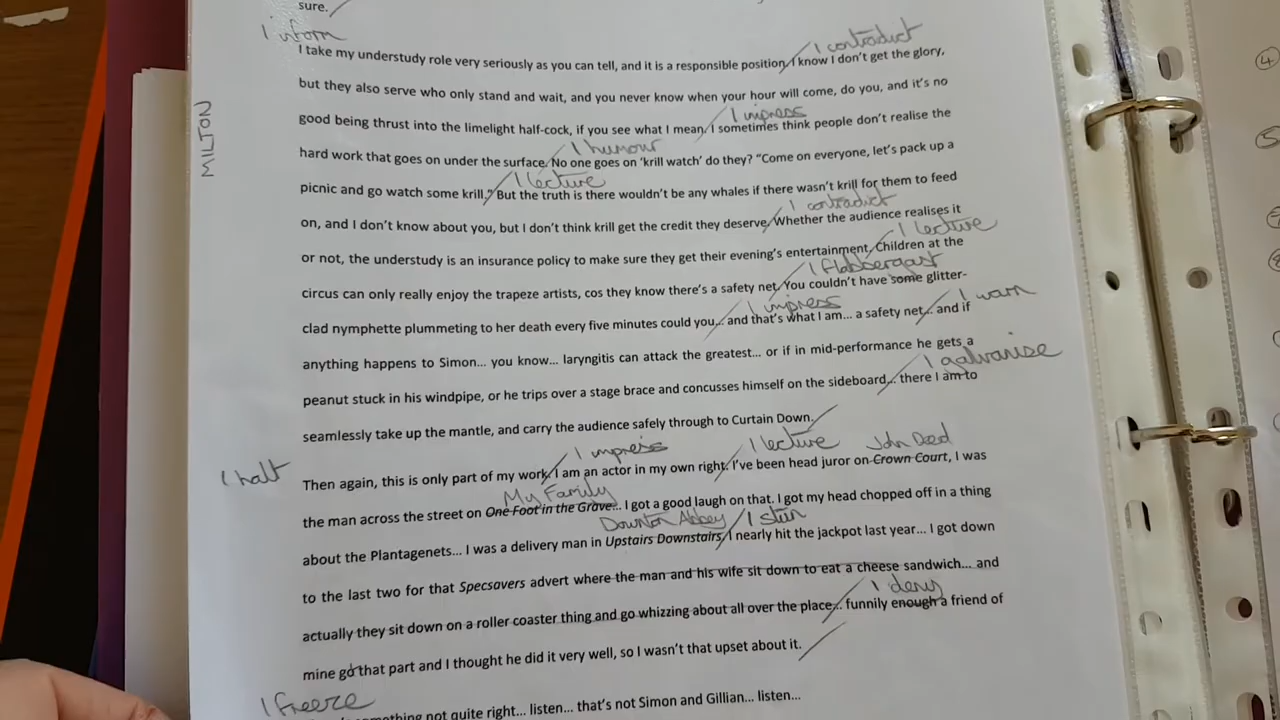 sure. /
I inform
I contradict
I take my understudy role very seriously as you can tell, and it is a responsible position. / I know I don't get the glory,
but they also serve who only stand and wait, and you never know when your hour will come, do you, and it's no
MILTON
I impress
good being thrust into the limelight half-cock, if you see what I mean. / I sometimes think people don't realise the
I humour
hard work that goes on under the surface. / No one goes on 'krill watch' do they? "Come on everyone, let's pack up a
I lecture
picnic and go watch some krill." / But the truth is there wouldn't be any whales if there wasn't krill for them to feed
I contradict
on, and I don't know about you, but I don't think krill get the credit they deserve. / Whether the audience realises it
I lecture
or not, the understudy is an insurance policy to make sure they get their evening's entertainment. / Children at the
I flabbergast
circus can only really enjoy the trapeze artists, cos they know there's a safety net. / You couldn't have some glitter-
I impress
I warn
clad nymphette plummeting to her death every five minutes could you... / and that's what I am... a safety net... / and if
anything happens to Simon... you know... laryngitis can attack the greatest... or if in mid-performance he gets a
I galvanise
peanut stuck in his windpipe, or he trips over a stage brace and concusses himself on the sideboard... / there I am to
seamlessly take up the mantle, and carry the audience safely through to Curtain Down. /
I halt
I impress
I lecture
John Deed
Then again, this is only part of my work. / I am an actor in my own right. / I've been head juror on Crown Court, I was
My Family
the man across the street on One Foot in the Grave... I got a good laugh on that. I got my head chopped off in a thing
Downton Abbey
I stun
about the Plantagenets... I was a delivery man in Upstairs Downstairs. / I nearly hit the jackpot last year... I got down
to the last two for that Specsavers advert where the man and his wife sit down to eat a cheese sandwich... and
I deny
actually they sit down on a roller coaster thing and go whizzing about all over the place... / funnily enough a friend of
mine got that part and I thought he did it very well, so I wasn't that upset about it. /
I freeze
something not quite right... listen... that's not Simon and Gillian... listen...
4
5